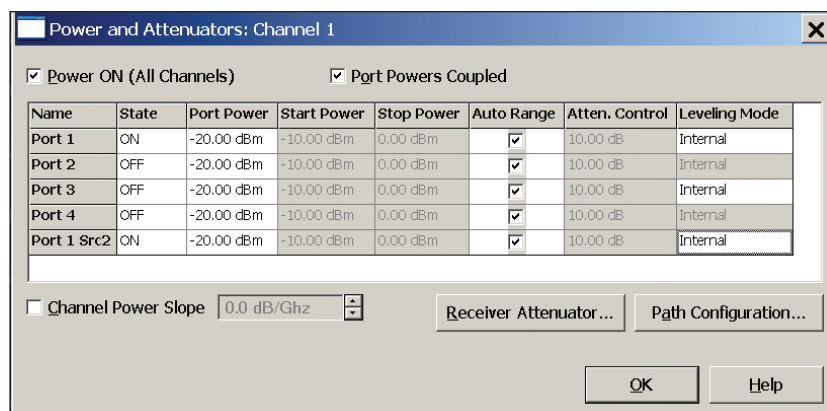 Power and Attenuators: Channel 1
Power ON (All Channels) Port Powers Coupled
Name State Port Power Start Power Stop Power Auto Range Atten. Control Leveling Mode
Port 1 ON -20.00 dBm -10.00 dBm 0.00 dBm 10.00 dB Internal
Port 2 OFF -20.00 dBm -10.00 dBm 0.00 dBm 10.00 dB Internal
Port 3 OFF -20.00 dBm -10.00 dBm 0.00 dBm 10.00 dB Internal
Port 4 OFF -20.00 dBm -10.00 dBm 0.00 dBm 10.00 dB Internal
Port 1 Src2 ON -20.00 dBm -10.00 dBm 0.00 dBm 10.00 dB Internal
Channel Power Slope 0.0 dB/Ghz Receiver Attenuator... Path Configuration...
OK Help